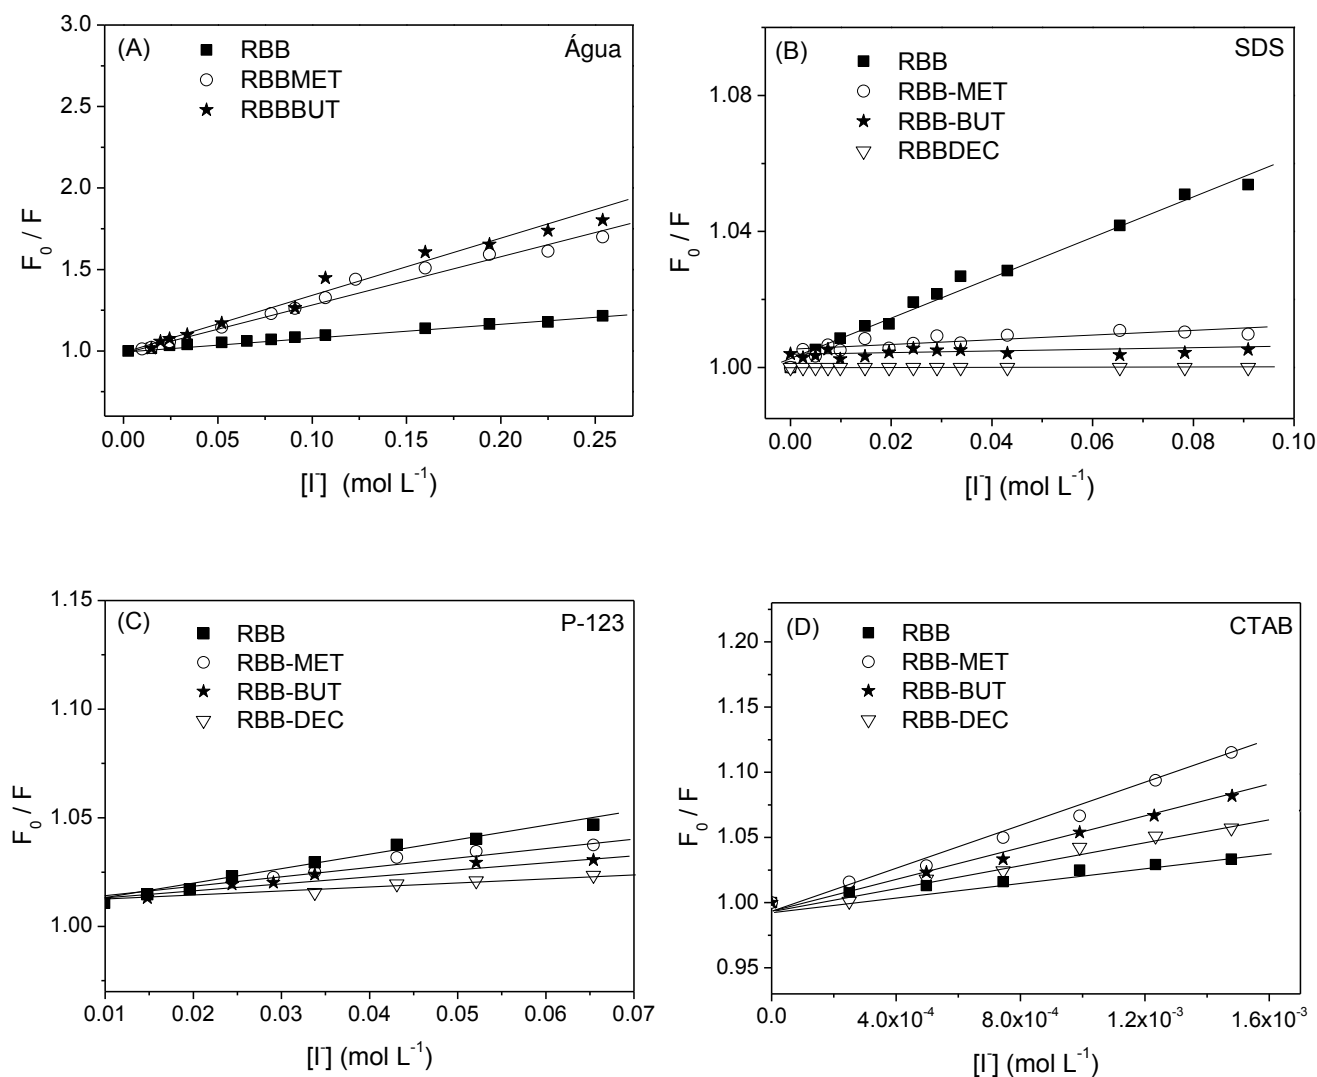 (A)
Água
RBB
RBBMET
RBBBUT
3.0
2.5
2.0
1.5
1.0
F0 / F
0.00 0.05 0.10 0.15 0.20 0.25
[I-] (mol L-1)
(B)
SDS
RBB
RBB-MET
RBB-BUT
RBBDEC
1.08
1.04
1.00
F0 / F
0.00 0.02 0.04 0.06 0.08 0.10
[I-] (mol L-1)
(C)
P-123
RBB
RBB-MET
RBB-BUT
RBB-DEC
1.15
1.10
1.05
1.00
F0 / F
0.01 0.02 0.03 0.04 0.05 0.06 0.07
[I-] (mol L-1)
(D)
CTAB
RBB
RBB-MET
RBB-BUT
RBB-DEC
1.20
1.15
1.10
1.05
1.00
0.95
F0 / F
0.0 4.0x10-4 8.0x10-4 1.2x10-3 1.6x10-3
[I-] (mol L-1)